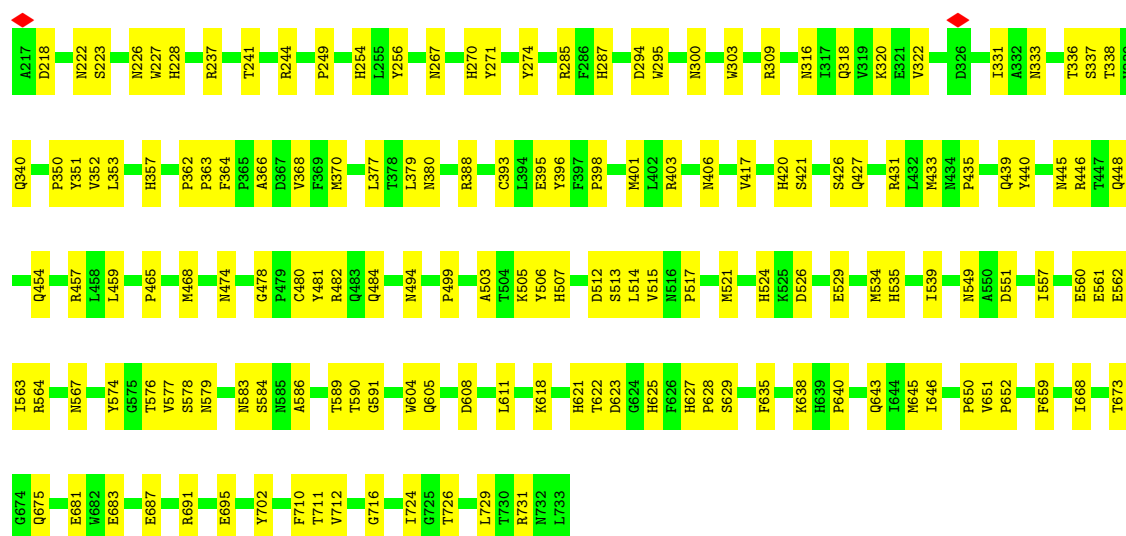 A217 D218 N222 S223 N226 W227 H228 R237 T241 R244 P249 H254 L255 Y256 N267 H270 Y271 Y274 R285 F286 H287 D294 W295 N300 W303 R309 N316 I317 Q318 V319 K320 E321 V322 D326 I331 A332 N333 T336 S337 T338
Q340 P350 Y351 V352 L353 H357 P362 P363 F364 P365 A366 D367 V368 F369 M370 L377 T378 L379 N380 R388 C393 L394 E395 Y396 F397 P398 M401 L402 R403 N406 V417 H420 S421 S426 Q427 R431 L432 M433 N434 P435 Q439 Y440 N445 R446 T447 Q448
Q454 R457 L458 L459 P465 M468 N474 G478 P479 C480 Y481 R482 Q483 Q484 N494 P499 A503 T504 K505 Y506 H507 D512 S513 L514 V515 N516 P517 M521 H524 K525 D526 E529 M534 H535 I539 N549 A550 D551 I557 E560 E561 E562
I563 R564 N567 Y574 G575 T576 V577 S578 N579 N583 S584 N585 A586 T589 T590 G591 W604 Q605 D608 L611 K618 H621 T622 D623 G624 H625 F626 H627 P628 S629 F635 K638 H639 P640 Q643 I644 M645 I646 P650 V651 P652 F659 I668 T673
G674 Q675 E681 W682 E683 E687 R691 E695 Y702 F710 T711 V712 G716 I724 G725 T726 L729 T730 R731 N732 L733